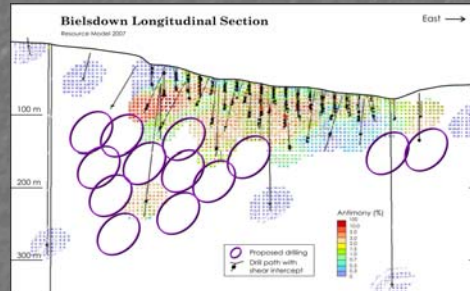 Bielsdown Longitudinal Section
East
Resource Model 2007
100 m
200 m
300 m
Antimony (%)
Proposed drilling
Drill path with
shear intercept